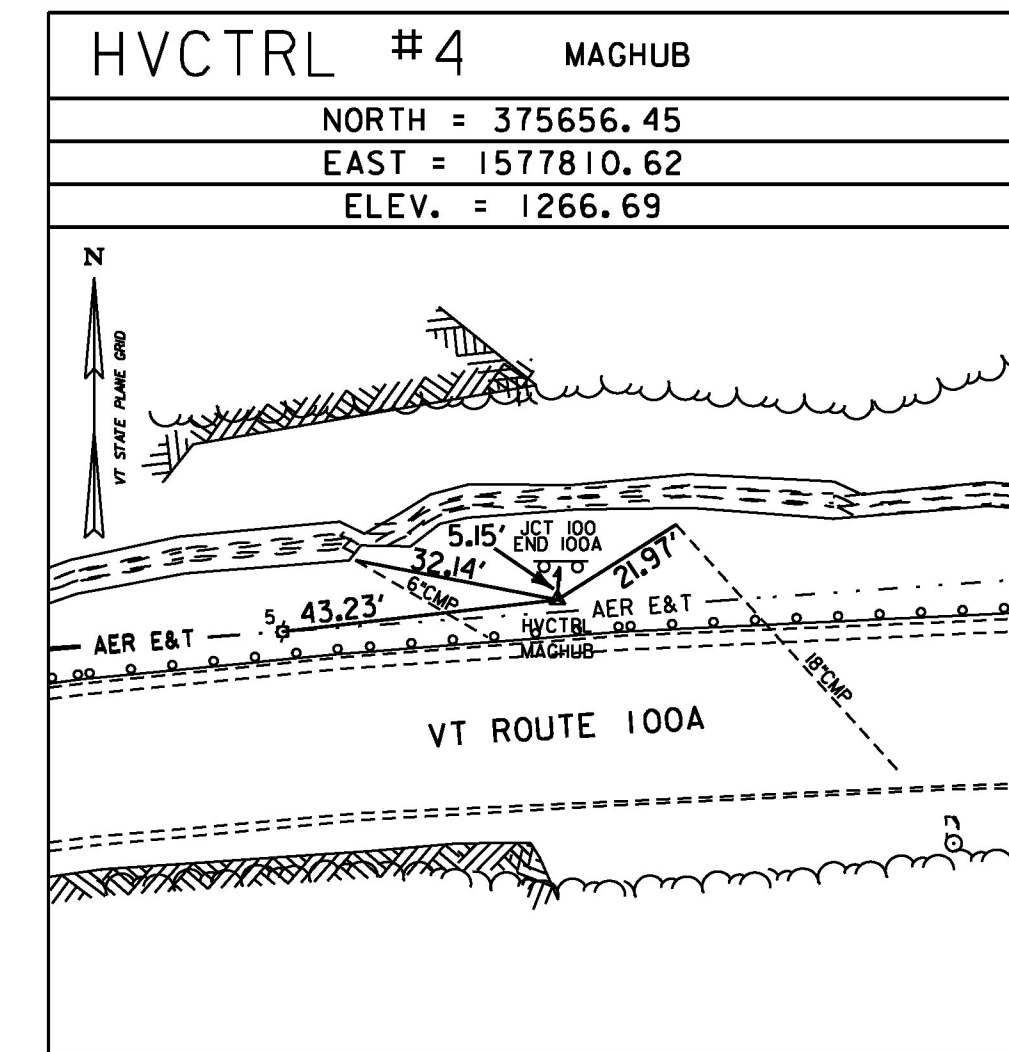 HVCTRL #4 MAGHUB
NORTH = 375656.45
EAST = 1577810.62
ELEV. = 1266.69
N
VT STATE PLANE GRID
5.15'
JCT 100
END 100A
32.14'
21.97'
6"CMP
1
5
43.23'
AER E&T
AER E&T
HVCTRL
MAGHUB
18"CMP
VT ROUTE 100A